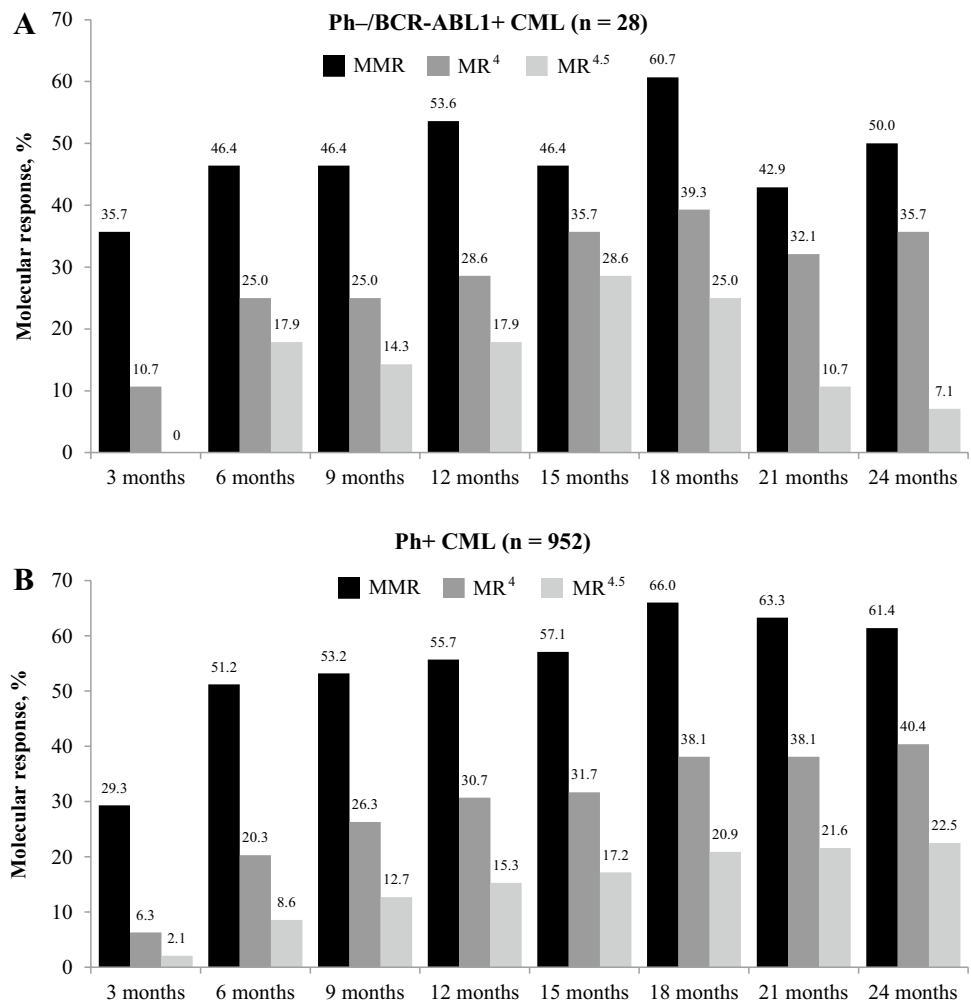 A
Ph–/BCR-ABL1+ CML (n = 28)
MMR MR4 MR4.5
Molecular response, %
70
60
50
40
30
20
10
0
35.7 10.7 0
46.4 25.0 17.9
46.4 25.0 14.3
53.6 28.6 17.9
46.4 35.7 28.6
60.7 39.3 25.0
42.9 32.1 10.7
50.0 35.7 7.1
3 months 6 months 9 months 12 months 15 months 18 months 21 months 24 months
B
Ph+ CML (n = 952)
MMR MR4 MR4.5
Molecular response, %
70
60
50
40
30
20
10
0
29.3 6.3 2.1
51.2 20.3 8.6
53.2 26.3 12.7
55.7 30.7 15.3
57.1 31.7 17.2
66.0 38.1 20.9
63.3 38.1 21.6
61.4 40.4 22.5
3 months 6 months 9 months 12 months 15 months 18 months 21 months 24 months